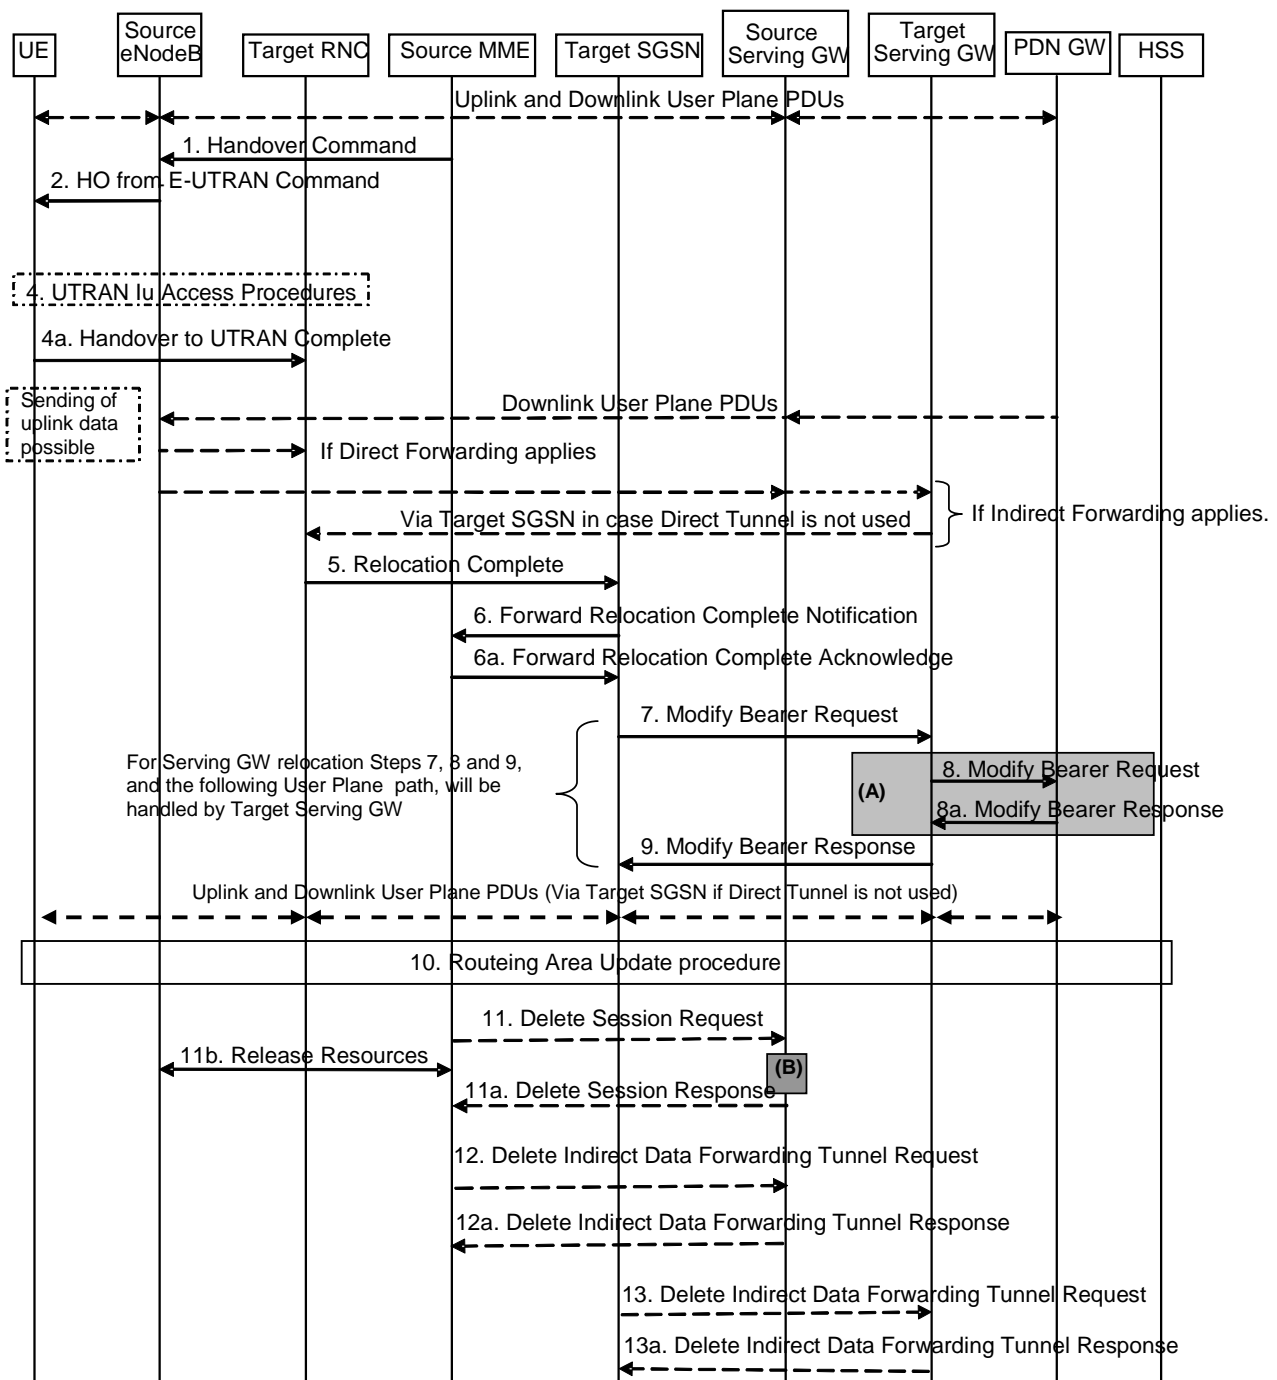 UE
Source
eNodeB
Target RNC
Source MME
Target SGSN
Source
Serving GW
Target
Serving GW
PDN GW
HSS
Uplink and Downlink User Plane PDUs
1. Handover Command
2. HO from E-UTRAN Command
4. UTRAN Iu Access Procedures
4a. Handover to UTRAN Complete
Sending of
uplink data
possible
Downlink User Plane PDUs
If Direct Forwarding applies
Via Target SGSN in case Direct Tunnel is not used
If Indirect Forwarding applies.
5. Relocation Complete
6. Forward Relocation Complete Notification
6a. Forward Relocation Complete Acknowledge
7. Modify Bearer Request
For Serving GW relocation Steps 7, 8 and 9,
and the following User Plane path, will be
handled by Target Serving GW
(A)
8. Modify Bearer Request
8a. Modify Bearer Response
9. Modify Bearer Response
Uplink and Downlink User Plane PDUs (Via Target SGSN if Direct Tunnel is not used)
10. Routeing Area Update procedure
11. Delete Session Request
11b. Release Resources
(B)
11a. Delete Session Response
12. Delete Indirect Data Forwarding Tunnel Request
12a. Delete Indirect Data Forwarding Tunnel Response
13. Delete Indirect Data Forwarding Tunnel Request
13a. Delete Indirect Data Forwarding Tunnel Response